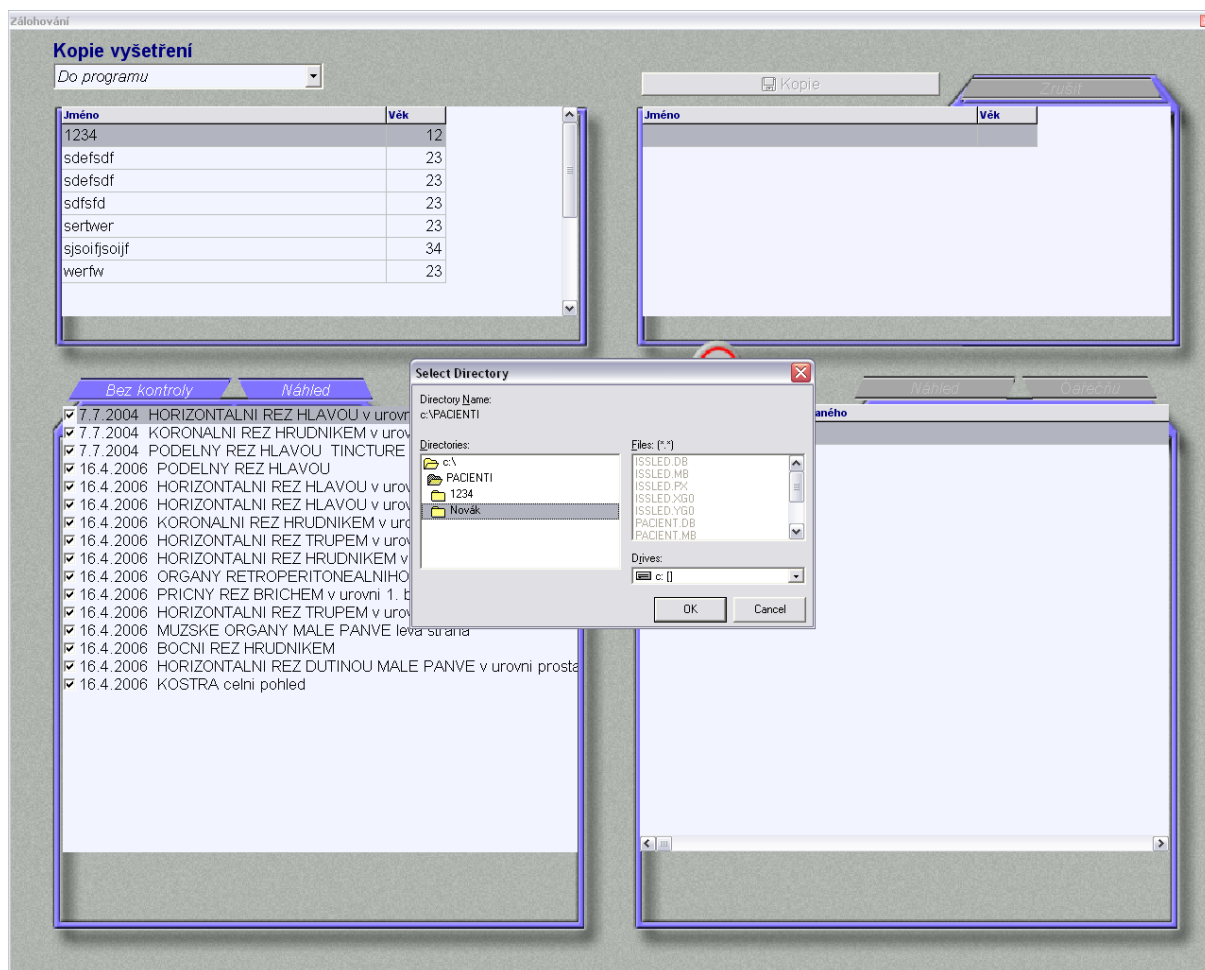 Zálohování
Kopie vyšetření
Do programu
Jméno Věk
1234 12
sdefsdf 23
sdefsdf 23
sdfsfd 23
sertwer 23
sjsoifjsoijf 34
werfw 23
Kopie
Zrušit
Jméno Věk
Bez kontroly Náhled
7.7.2004 HORIZONTALNI REZ HLAVOU v urovn
7.7.2004 KORONALNI REZ HRUDNIKEM v urov
7.7.2004 PODELNY REZ HLAVOU TINCTURE
16.4.2006 PODELNY REZ HLAVOU
16.4.2006 HORIZONTALNI REZ HLAVOU v urov
16.4.2006 HORIZONTALNI REZ HLAVOU v urov
16.4.2006 KORONALNI REZ HRUDNIKEM v uro
16.4.2006 HORIZONTALNI REZ TRUPEM v urov
16.4.2006 HORIZONTALNI REZ HRUDNIKEM v
16.4.2006 ORGANY RETROPERITONEALNIHO
16.4.2006 PRICNY REZ BRICHEM v urovni 1. b
16.4.2006 HORIZONTALNI REZ TRUPEM v urov
16.4.2006 MUZSKE ORGANY MALE PANVE leva strana
16.4.2006 BOCNI REZ HRUDNIKEM
16.4.2006 HORIZONTALNI REZ DUTINOU MALE PANVE v urovni prosta
16.4.2006 KOSTRA celni pohled
Select Directory
Directory Name:
c:\PACIENTI
Directories:
c:\
PACIENTI
1234
Novák
Files: (*.*)
ISSLED.DB
ISSLED.MB
ISSLED.PX
ISSLED.XG0
ISSLED.YG0
PACIENT.DB
PACIENT.MB
Drives:
c: []
OK Cancel
Náhled
aného